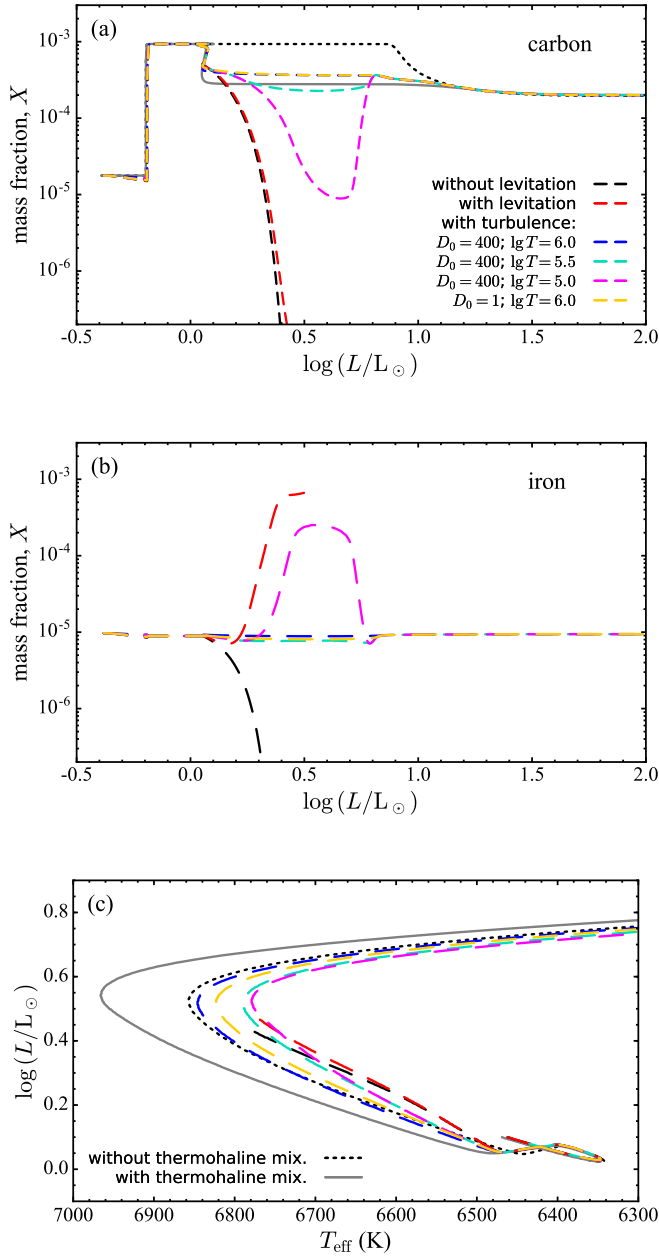 (a)
carbon
10⁻³
10⁻⁴
10⁻⁵
10⁻⁶
mass fraction, X
without levitation
with levitation
with turbulence:
D₀ = 400; lg T = 6.0
D₀ = 400; lg T = 5.5
D₀ = 400; lg T = 5.0
D₀ = 1; lg T = 6.0
-0.5 0.0 0.5 1.0 1.5 2.0
log (L/L☉)
(b)
iron
10⁻³
10⁻⁴
10⁻⁵
10⁻⁶
mass fraction, X
-0.5 0.0 0.5 1.0 1.5 2.0
log (L/L☉)
(c)
0.8
0.6
0.4
0.2
0.0
log (L/L☉)
without thermohaline mix.
with thermohaline mix.
7000 6900 6800 6700 6600 6500 6400 6300
T_eff (K)